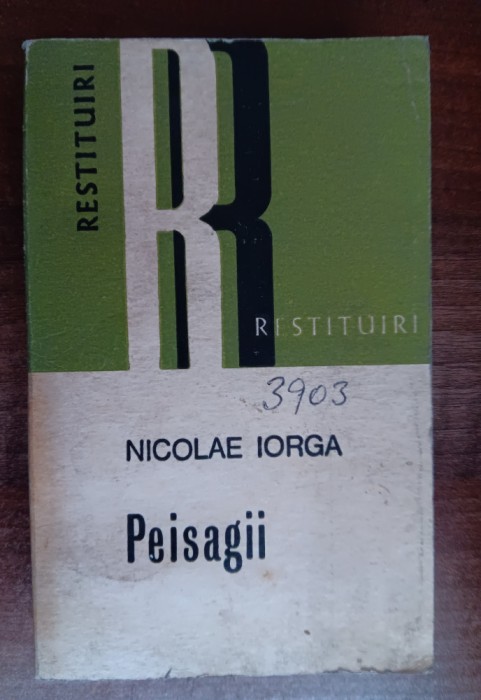 RESTITUIRI
R
RESTITUIRI
3903
NICOLAE IORGA
Peisagii